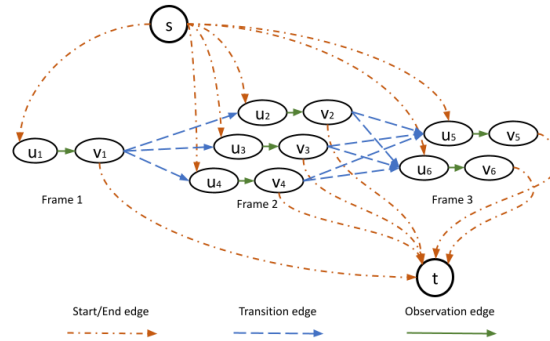 s
u2 v2
u5 v5
u1 v1
u3 v3
u6 v6
u4 v4
Frame 1 Frame 2 Frame 3
t
Start/End edge Transition edge Observation edge